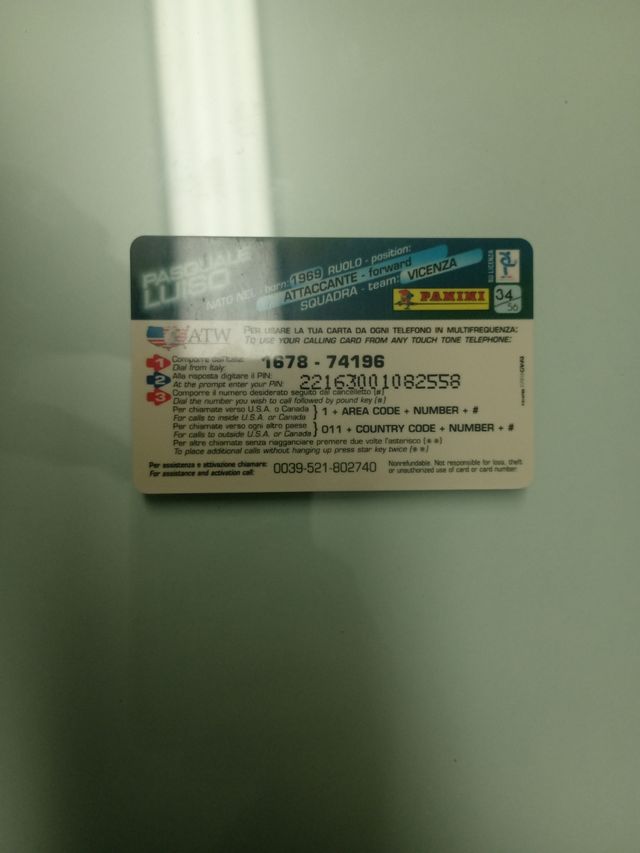 PASQUALE
LUISO
NATO NEL - born: 1969 RUOLO - position:
ATTACCANTE - forward
SQUADRA - team: VICENZA
PANINI
34
56
ATW
PER USARE LA TUA CARTA DA OGNI TELEFONO IN MULTIFREQUENZA:
TO USE YOUR CALLING CARD FROM ANY TOUCH TONE TELEPHONE:
1 Comporre dall'Italia:
Dial from Italy:
1678 - 74196
2 Alla risposta digitare il PIN:
At the prompt enter your PIN:
22163001082558
3 Comporre il numero desiderato seguito dal cancelletto (#)
Dial the number you wish to call followed by pound key (#)
Per chiamate verso U.S.A. o Canada
For calls to inside U.S.A. or Canada
1 + AREA CODE + NUMBER + #
Per chiamate verso ogni altro paese
For calls to outside U.S.A. or Canada
011 + COUNTRY CODE + NUMBER + #
Per altre chiamate senza riagganciare premere due volte l'asterisco (**)
To place additional calls without hanging up press star key twice (**)
Per assistenza e attivazione chiamare:
For assistance and activation call:
0039-521-802740
Nonrefundable. Not responsible for loss, theft
or unauthorized use of card or card number.